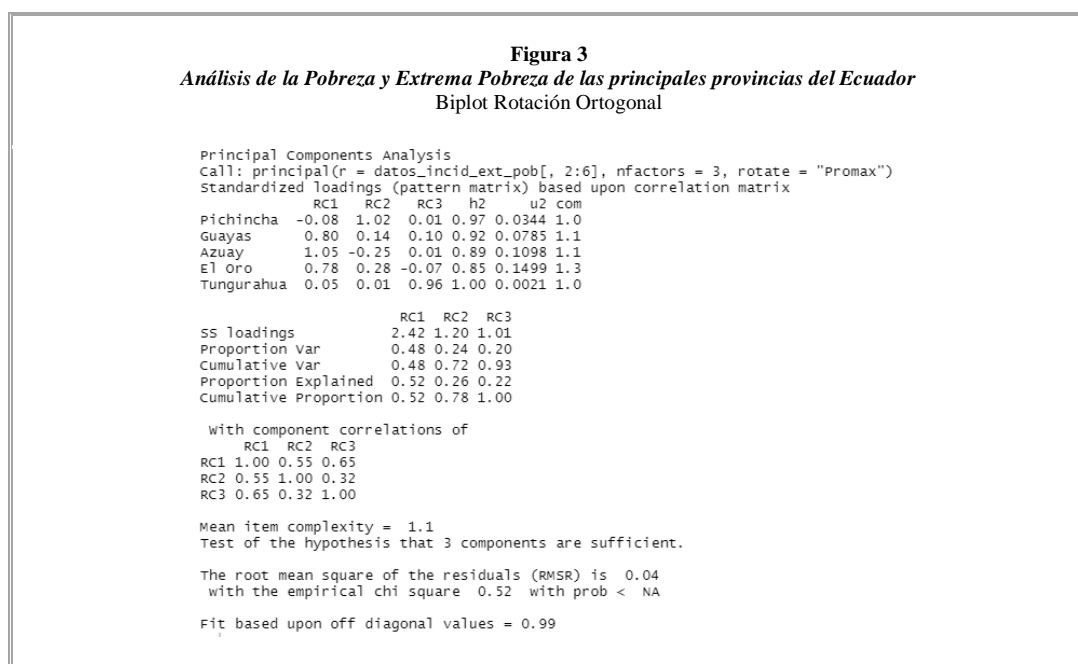 Figura 3
Análisis de la Pobreza y Extrema Pobreza de las principales provincias del Ecuador
Biplot Rotación Ortogonal
Principal Components Analysis
Call: principal(r = datos_incid_ext_pob[, 2:6], nfactors = 3, rotate = "Promax")
Standardized loadings (pattern matrix) based upon correlation matrix
RC1 RC2 RC3 h2 u2 com
Pichincha -0.08 1.02 0.01 0.97 0.0344 1.0
Guayas 0.80 0.14 0.10 0.92 0.0785 1.1
Azuay 1.05 -0.25 0.01 0.89 0.1098 1.1
El Oro 0.78 0.28 -0.07 0.85 0.1499 1.3
Tungurahua 0.05 0.01 0.96 1.00 0.0021 1.0
RC1 RC2 RC3
SS loadings 2.42 1.20 1.01
Proportion Var 0.48 0.24 0.20
Cumulative Var 0.48 0.72 0.93
Proportion Explained 0.52 0.26 0.22
Cumulative Proportion 0.52 0.78 1.00
With component correlations of
RC1 RC2 RC3
RC1 1.00 0.55 0.65
RC2 0.55 1.00 0.32
RC3 0.65 0.32 1.00
Mean item complexity = 1.1
Test of the hypothesis that 3 components are sufficient.
The root mean square of the residuals (RMSR) is 0.04
with the empirical chi square 0.52 with prob < NA
Fit based upon off diagonal values = 0.99